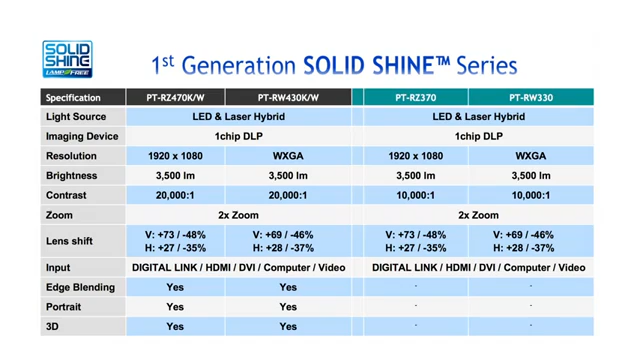 SOLID
SHINE
LAMP FREE
1st Generation SOLID SHINE™ Series
Specification PT-RZ470K/W PT-RW430K/W PT-RZ370 PT-RW330
Light Source LED & Laser Hybrid LED & Laser Hybrid
Imaging Device 1chip DLP 1chip DLP
Resolution 1920 x 1080 WXGA 1920 x 1080 WXGA
Brightness 3,500 lm 3,500 lm 3,500 lm 3,500 lm
Contrast 20,000:1 20,000:1 10,000:1 10,000:1
Zoom 2x Zoom 2x Zoom
Lens shift V: +73 / -48% V: +69 / -46% V: +73 / -48% V: +69 / -46%
H: +27 / -35% H: +28 / -37% H: +27 / -35% H: +28 / -37%
Input DIGITAL LINK / HDMI / DVI / Computer / Video DIGITAL LINK / HDMI / DVI / Computer / Video
Edge Blending Yes Yes - -
Portrait Yes Yes - -
3D Yes Yes - -